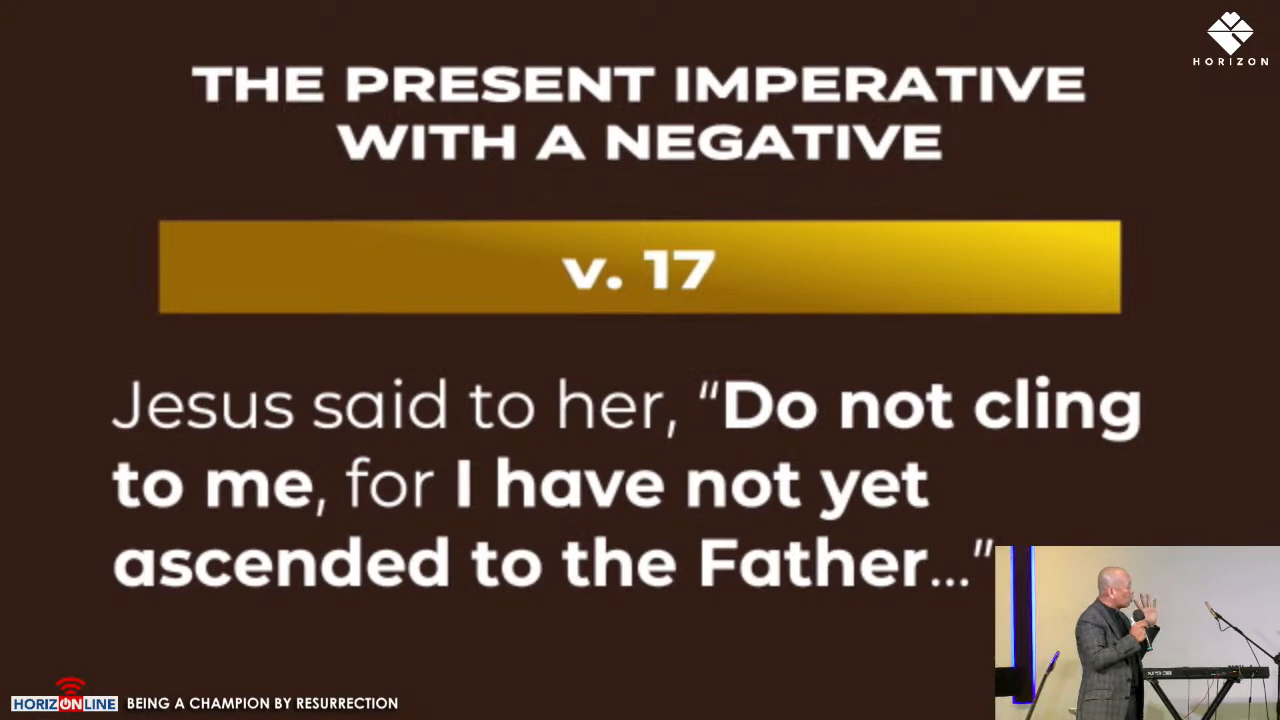 HORIZON
THE PRESENT IMPERATIVE
WITH A NEGATIVE
v. 17
Jesus said to her, “Do not cling
to me, for I have not yet
ascended to the Father...”
HORIZONLINE BEING A CHAMPION BY RESURRECTION